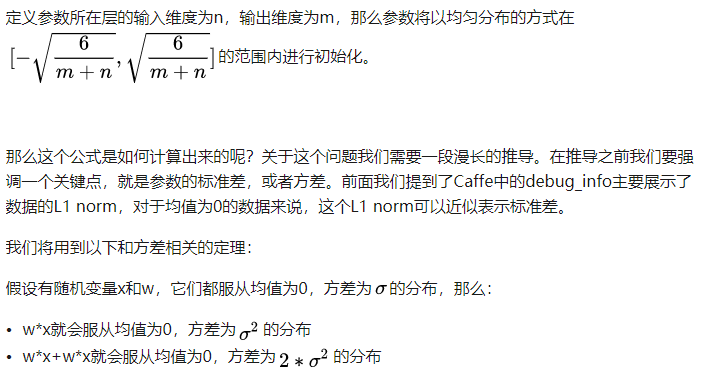 定义参数所在层的输入维度为n，输出维度为m，那么参数将以均匀分布的方式在
[-√(6/(m+n)), √(6/(m+n))]的范围内进行初始化。
那么这个公式是如何计算出来的呢？关于这个问题我们需要一段漫长的推导。在推导之前我们要强
调一个关键点，就是参数的标准差，或者方差。前面我们提到了Caffe中的debug_info主要展示了
数据的L1 norm，对于均值为0的数据来说，这个L1 norm可以近似表示标准差。
我们将用到以下和方差相关的定理：
假设有随机变量x和w，它们都服从均值为0，方差为σ的分布，那么：
• w*x就会服从均值为0，方差为σ²的分布
• w*x+w*x就会服从均值为0，方差为2*σ²的分布